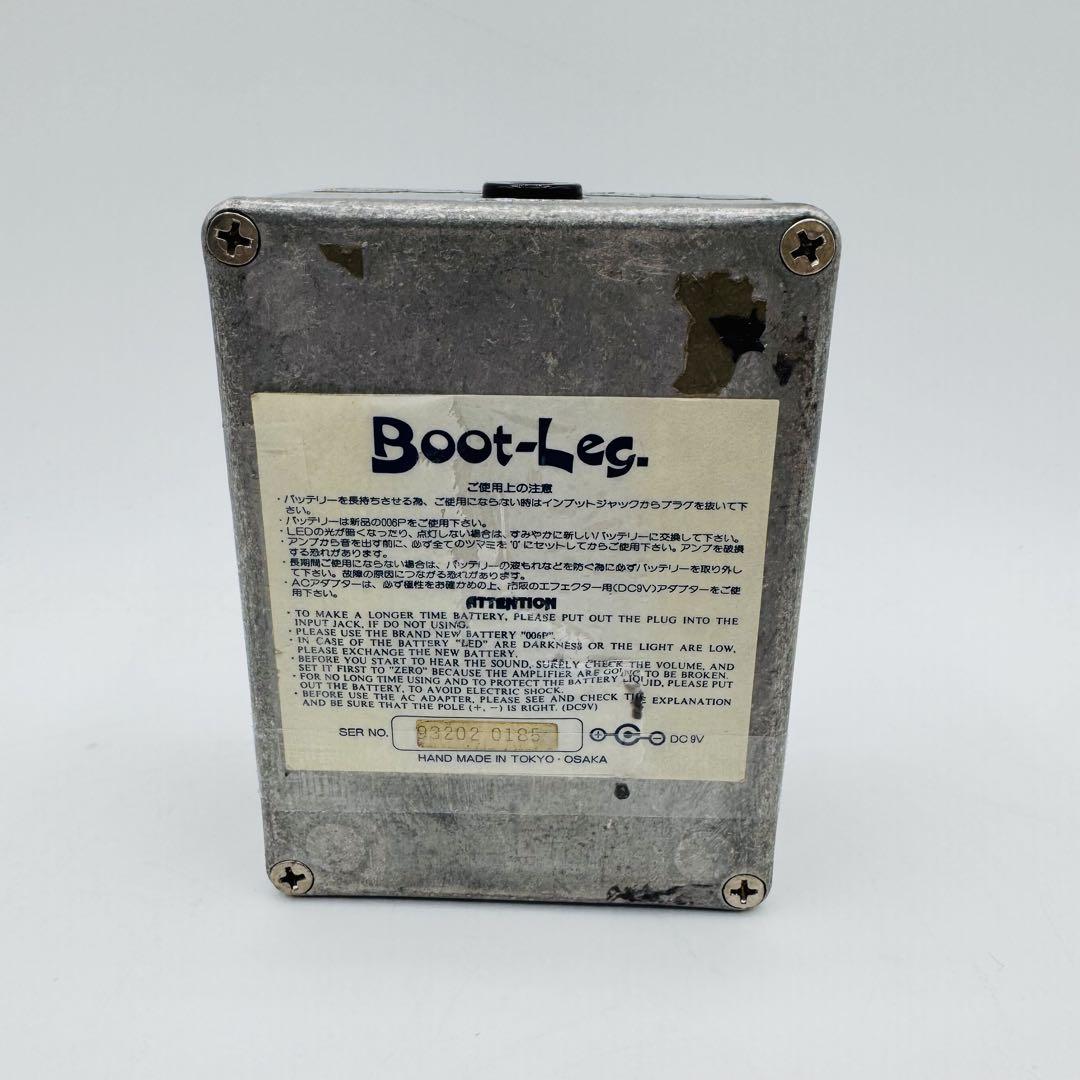 Boot-Leg.
ご使用上の注意
・バッテリーを長持ちさせる為、ご使用にならない時はインプットジャックからプラグを抜いて下
さい。
・バッテリーは新品の006Pをご使用下さい。
・LEDの光が暗くなったり、点灯しない場合は、すみやかに新しいバッテリーに交換して下さい。
・アンプから音を出す前に、必ず全てのツマミを"0"にセットしてからご使用下さい。アンプを破損
する恐れがあります。
・長期間ご使用にならない場合は、バッテリーの液もれなどを防ぐ為に必ずバッテリーを取り外し
て下さい。故障の原因につながる恐れがあります。
・ACアダプターは、必ず極性をお確かめの上、市販のエフェクター用(DC9V)アダプターをご使
用下さい。
ATTENTION
・TO MAKE A LONGER TIME BATTERY, PLEASE PUT OUT THE PLUG INTO THE
INPUT JACK, IF DO NOT USING.
・PLEASE USE THE BRAND NEW BATTERY "006P".
・IN CASE OF THE BATTERY "LED" ARE DARKNESS OR THE LIGHT ARE LOW,
PLEASE EXCHANGE THE NEW BATTERY.
・BEFORE YOU START TO HEAR THE SOUND, SURELY CHECK THE VOLUME, AND
SET IT FIRST TO "ZERO" BECAUSE THE AMPLIFIER ARE GOING TO BE BROKEN.
・FOR NO LONG TIME USING AND TO PROTECT THE BATTERY LIQUID, PLEASE PUT
OUT THE BATTERY, TO AVOID ELECTRIC SHOCK.
・BEFORE USE THE AC ADAPTER, PLEASE SEE AND CHECK THE EXPLANATION
AND BE SURE THAT THE POLE (+, −) IS RIGHT. (DC9V)
SER NO. 93202 0185 + − DC 9V
HAND MADE IN TOKYO・OSAKA